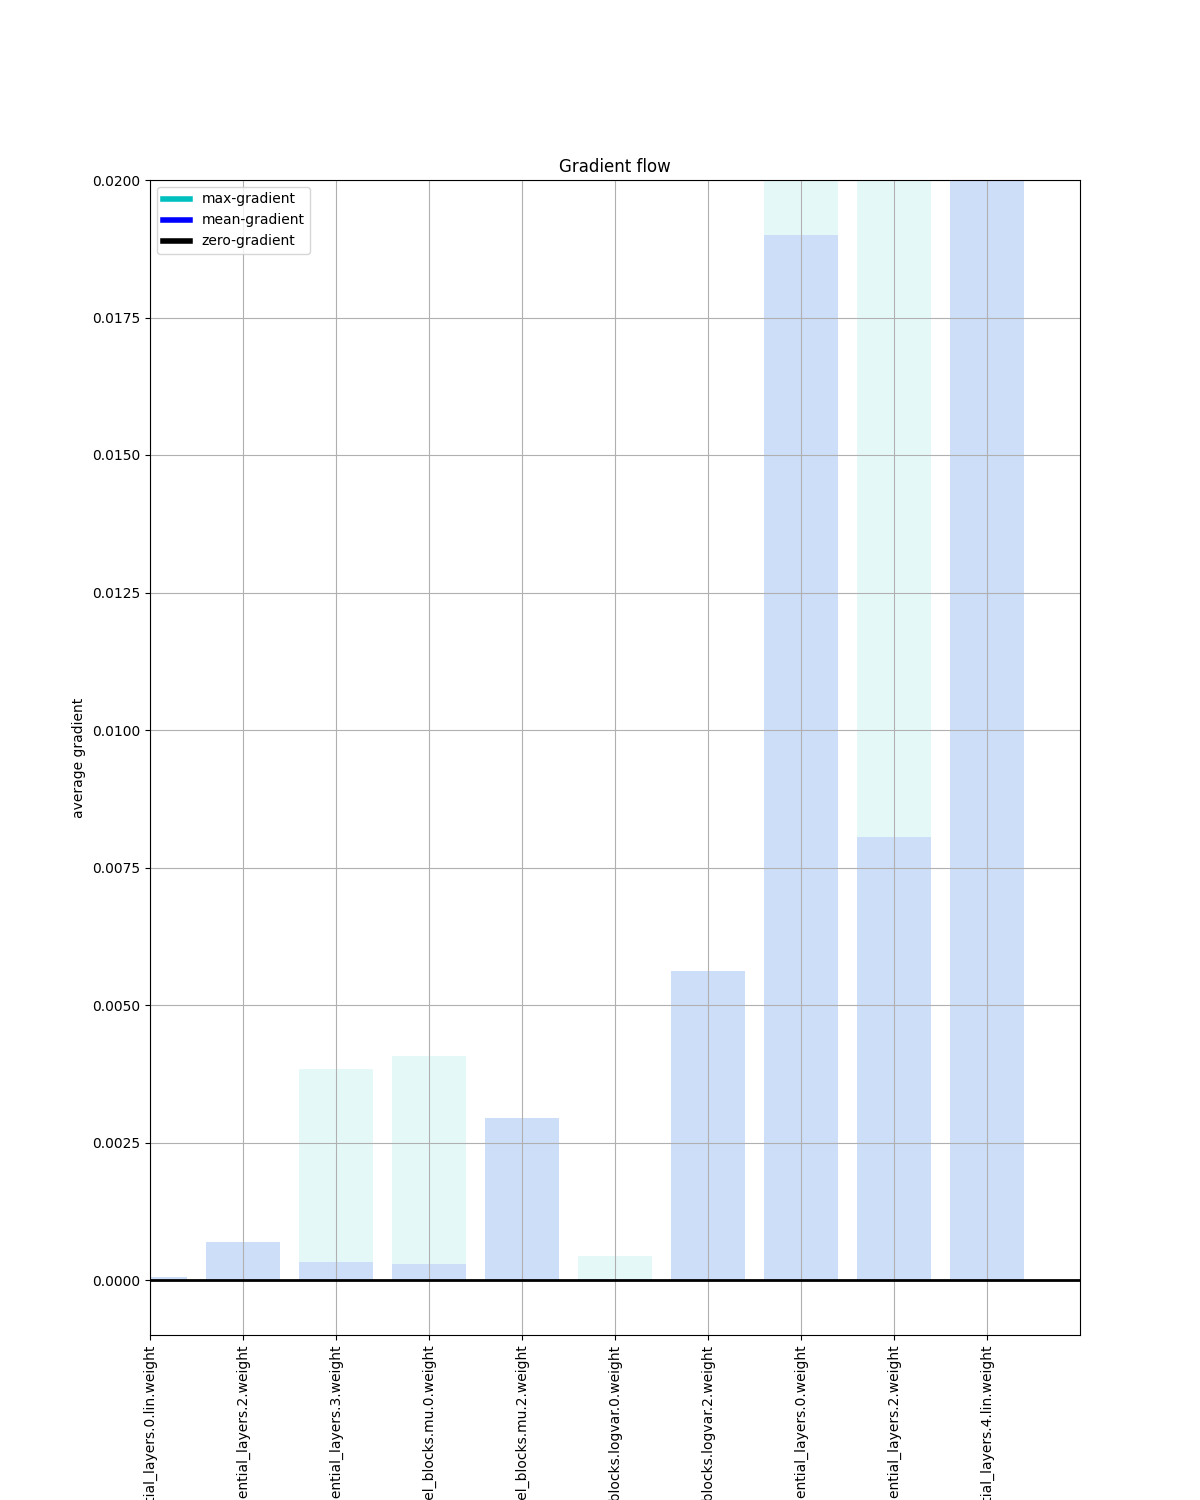 Gradient flow
max-gradient
mean-gradient
zero-gradient
average gradient
0.0200
0.0175
0.0150
0.0125
0.0100
0.0075
0.0050
0.0025
0.0000
tial_layers.0.lin.weight
ential_layers.2.weight
ential_layers.3.weight
el_blocks.mu.0.weight
el_blocks.mu.2.weight
blocks.logvar.0.weight
blocks.logvar.2.weight
ential_layers.0.weight
ential_layers.2.weight
tial_layers.4.lin.weight